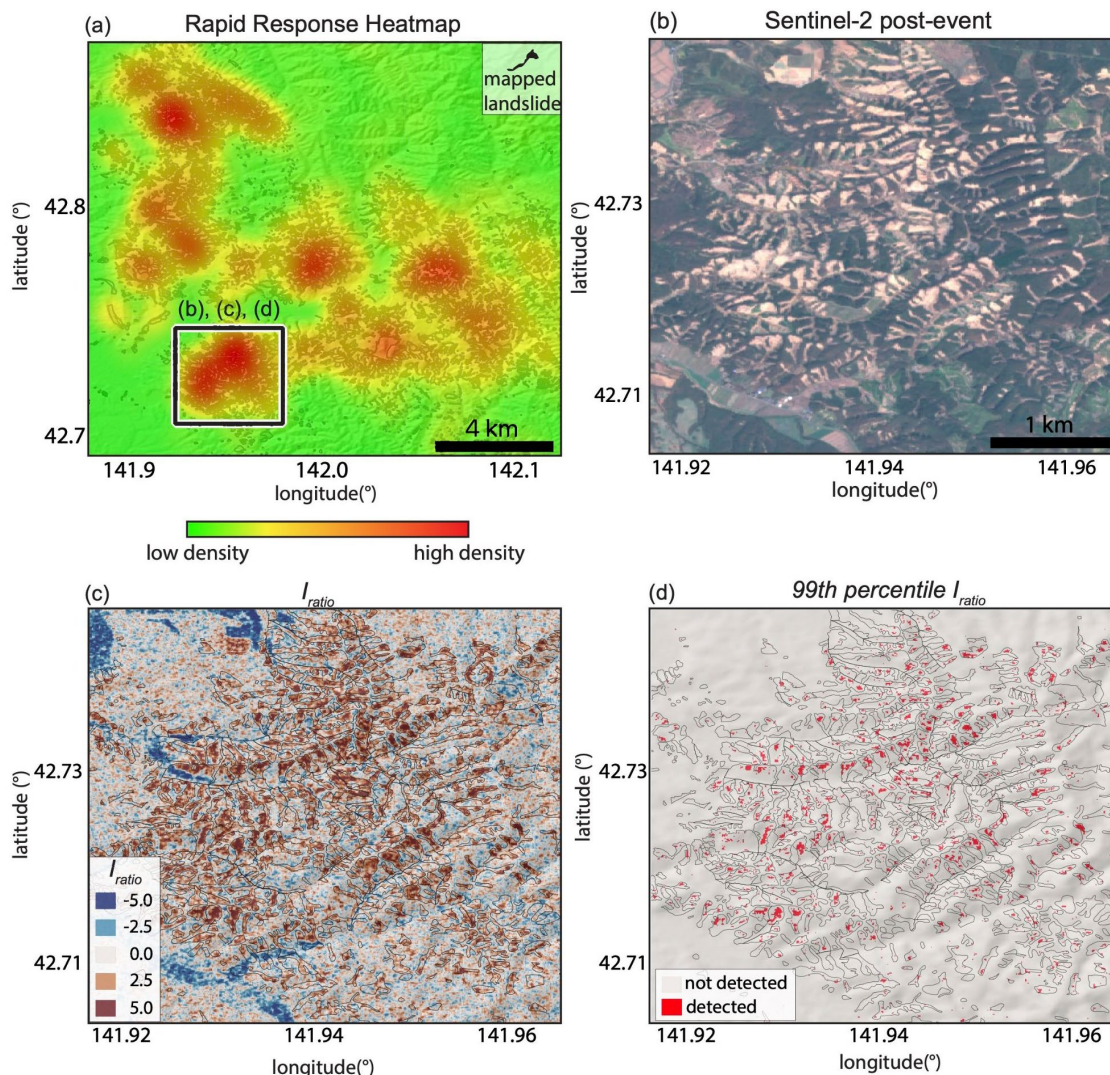 (a) Rapid Response Heatmap
mapped
landslide
(b), (c), (d)
42.8
42.7
latitude (°)
4 km
141.9 142.0 142.1
longitude(°)
low density high density
(b) Sentinel-2 post-event
42.73
42.71
latitude (°)
1 km
141.92 141.94 141.96
longitude(°)
(c) I ratio
42.73
42.71
latitude (°)
I ratio
-5.0
-2.5
0.0
2.5
5.0
141.92 141.94 141.96
longitude(°)
(d) 99th percentile I ratio
42.73
42.71
latitude (°)
not detected
detected
141.92 141.94 141.96
longitude(°)